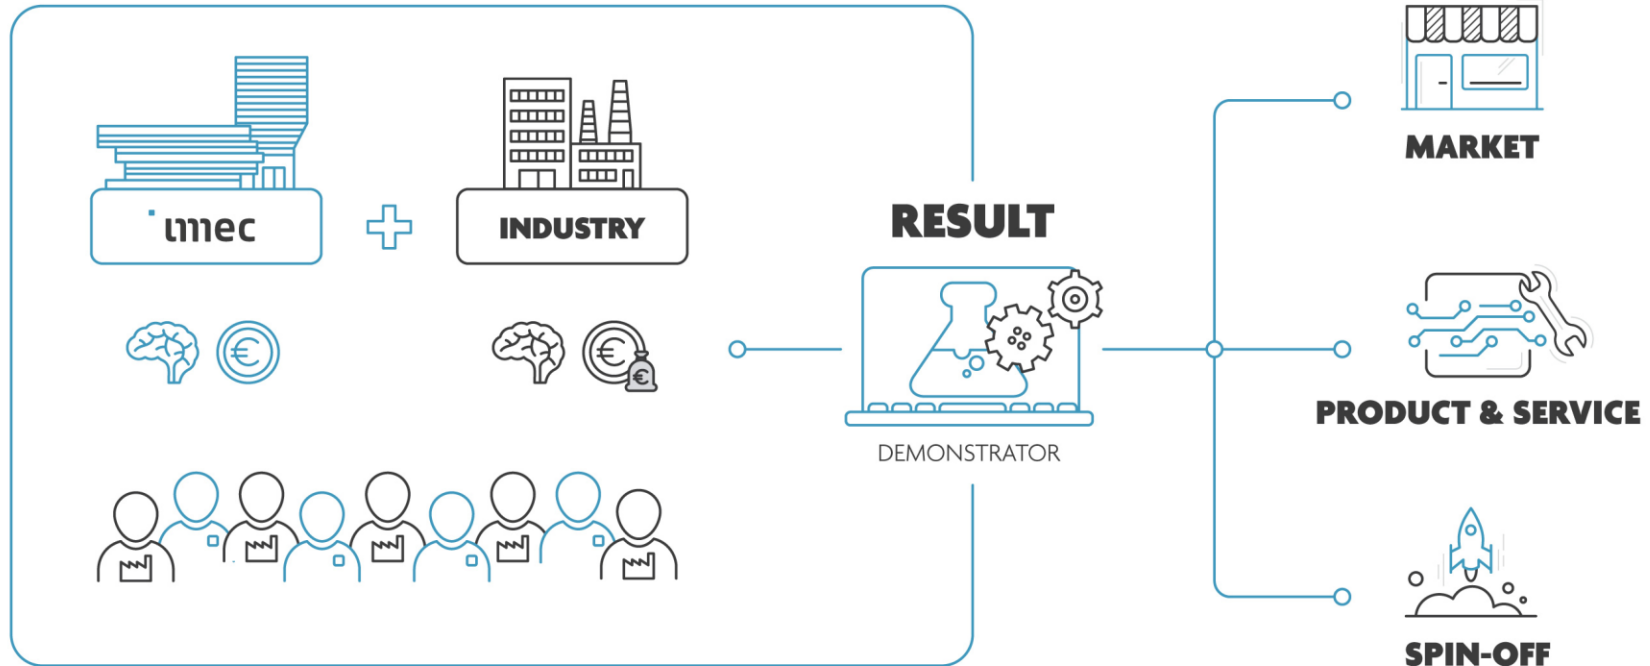 imec
INDUSTRY
RESULT
DEMONSTRATOR
MARKET
PRODUCT & SERVICE
SPIN-OFF